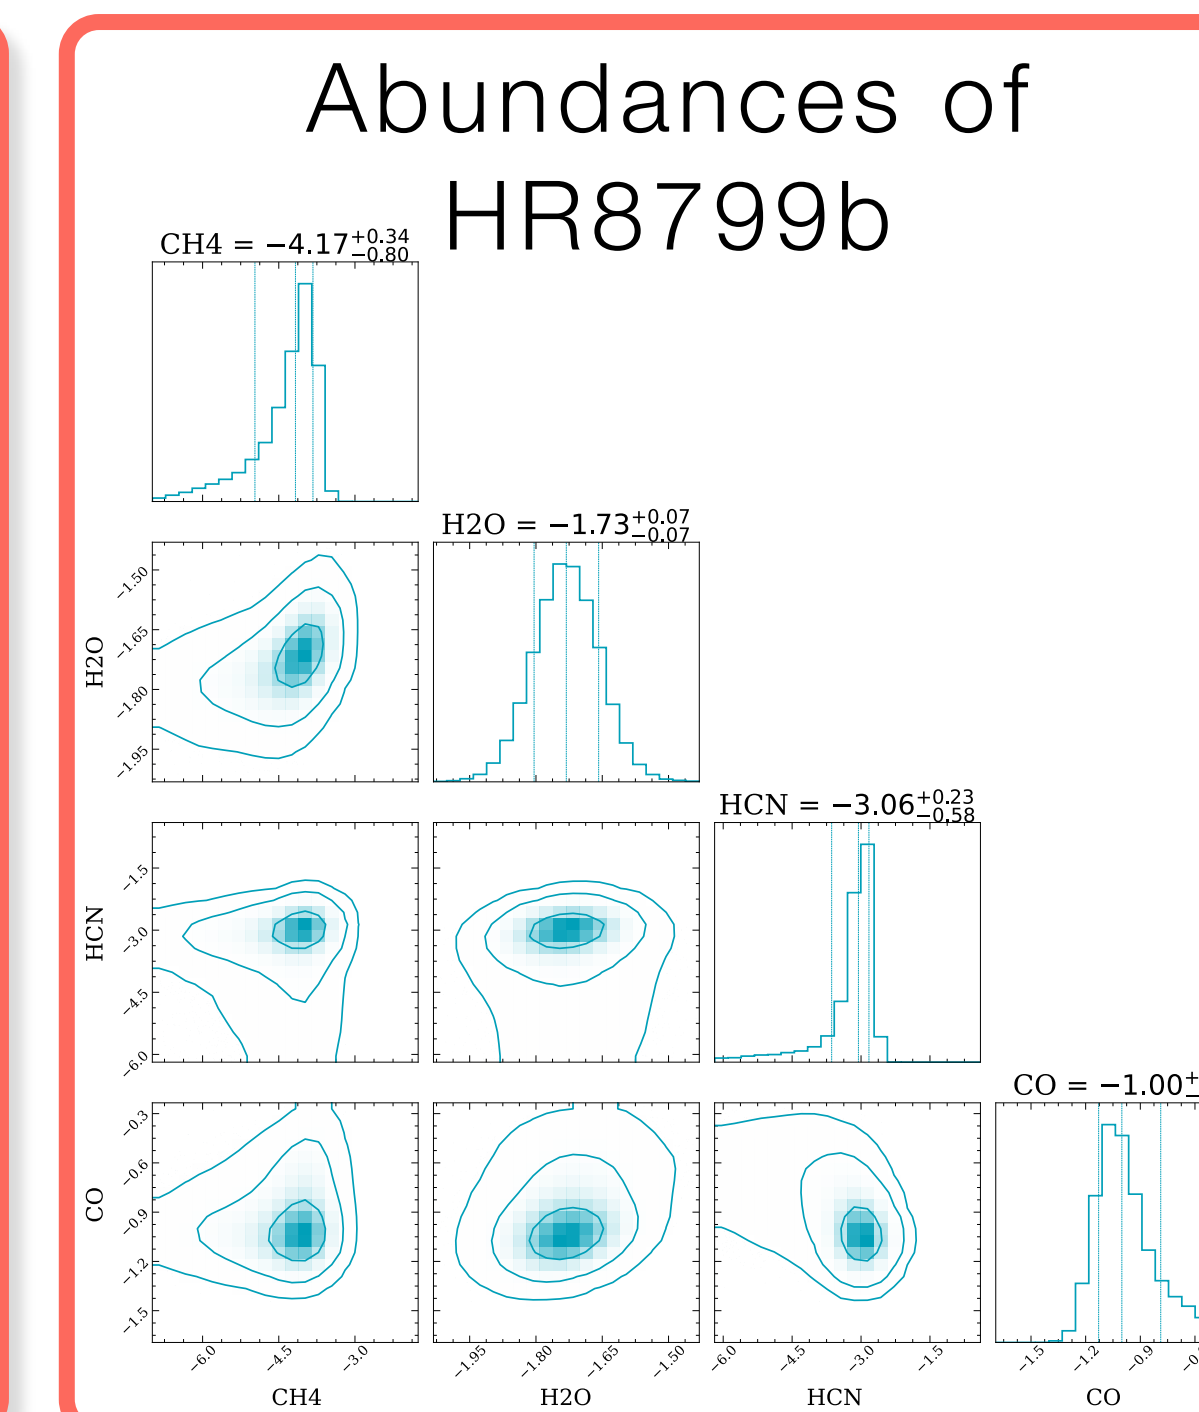 Abundances of
HR8799b
CH4 = −4.17+0.34−0.80
H2O = −1.73+0.07−0.07
−1.50
−1.65
−1.80
−1.95
H2O
HCN = −3.06+0.23−0.58
−1.5
−3.0
−4.5
−6.0
HCN
CO = −1.00+
−0.3
−0.6
−0.9
−1.2
−1.5
CO
−6.0 −4.5 −3.0
−1.95 −1.80 −1.65 −1.50
−6.0 −4.5 −3.0 −1.5
−1.5 −1.2 −0.9
CH4 H2O HCN CO